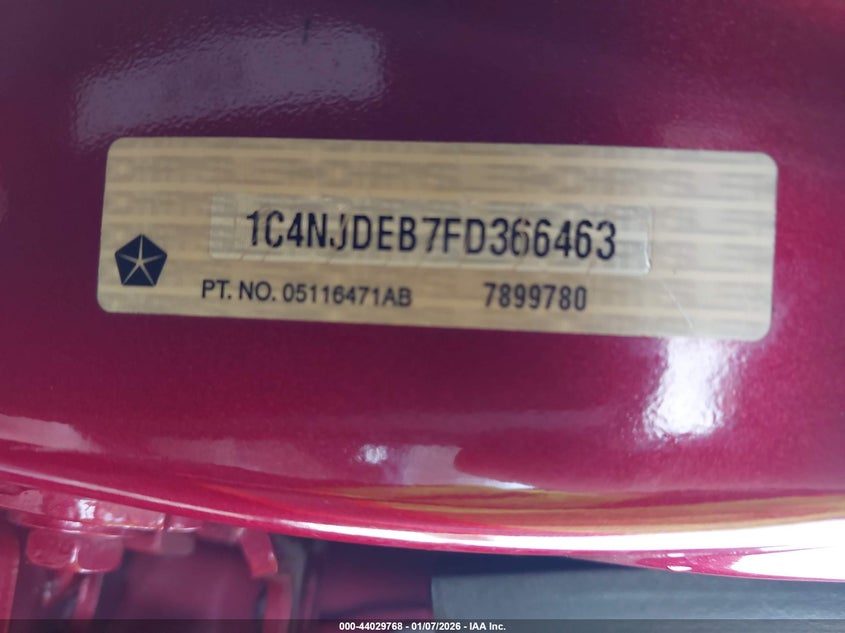 1C4NJDEB7FD366463
PT. NO. 05116471AB 7899780
000-44029768 - 01/07/2026 - IAA Inc.